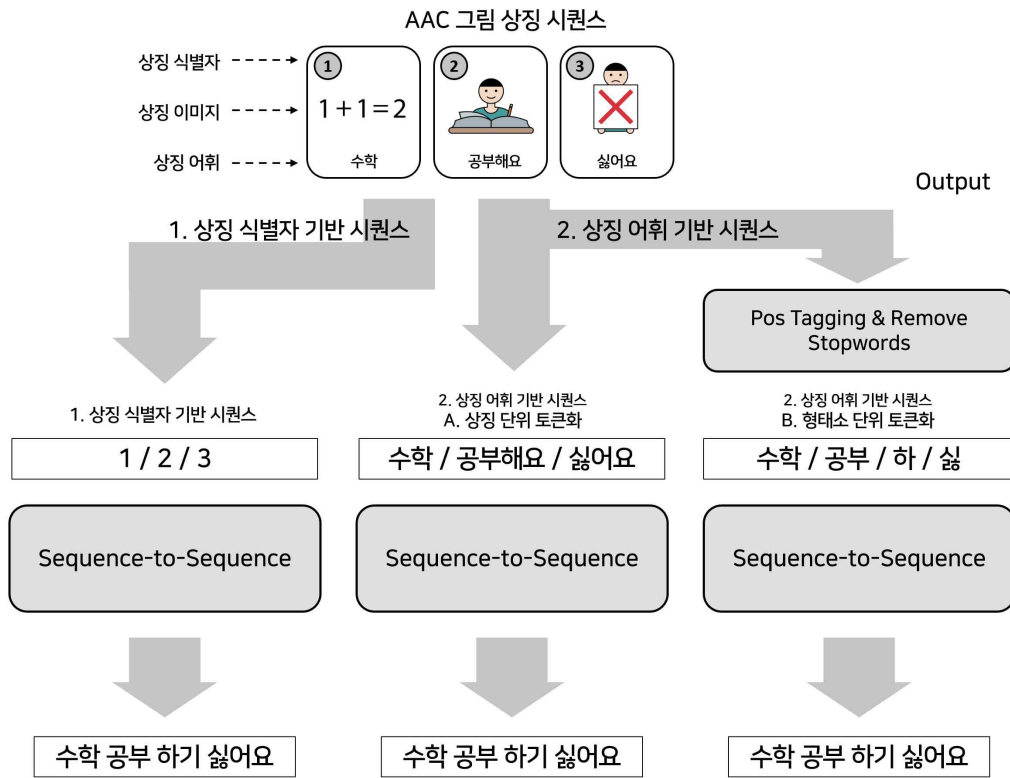 AAC 그림 상징 시퀀스
상징 식별자
1
2
3
상징 이미지
1+1=2
상징 어휘
수학
공부해요
싫어요
Output
1. 상징 식별자 기반 시퀀스
2. 상징 어휘 기반 시퀀스
Pos Tagging & Remove
Stopwords
1. 상징 식별자 기반 시퀀스
2. 상징 어휘 기반 시퀀스
A. 상징 단위 토큰화
2. 상징 어휘 기반 시퀀스
B. 형태소 단위 토큰화
1 / 2 / 3
수학 / 공부해요 / 싫어요
수학 / 공부 / 하 / 싫
Sequence-to-Sequence
Sequence-to-Sequence
Sequence-to-Sequence
수학 공부 하기 싫어요
수학 공부 하기 싫어요
수학 공부 하기 싫어요